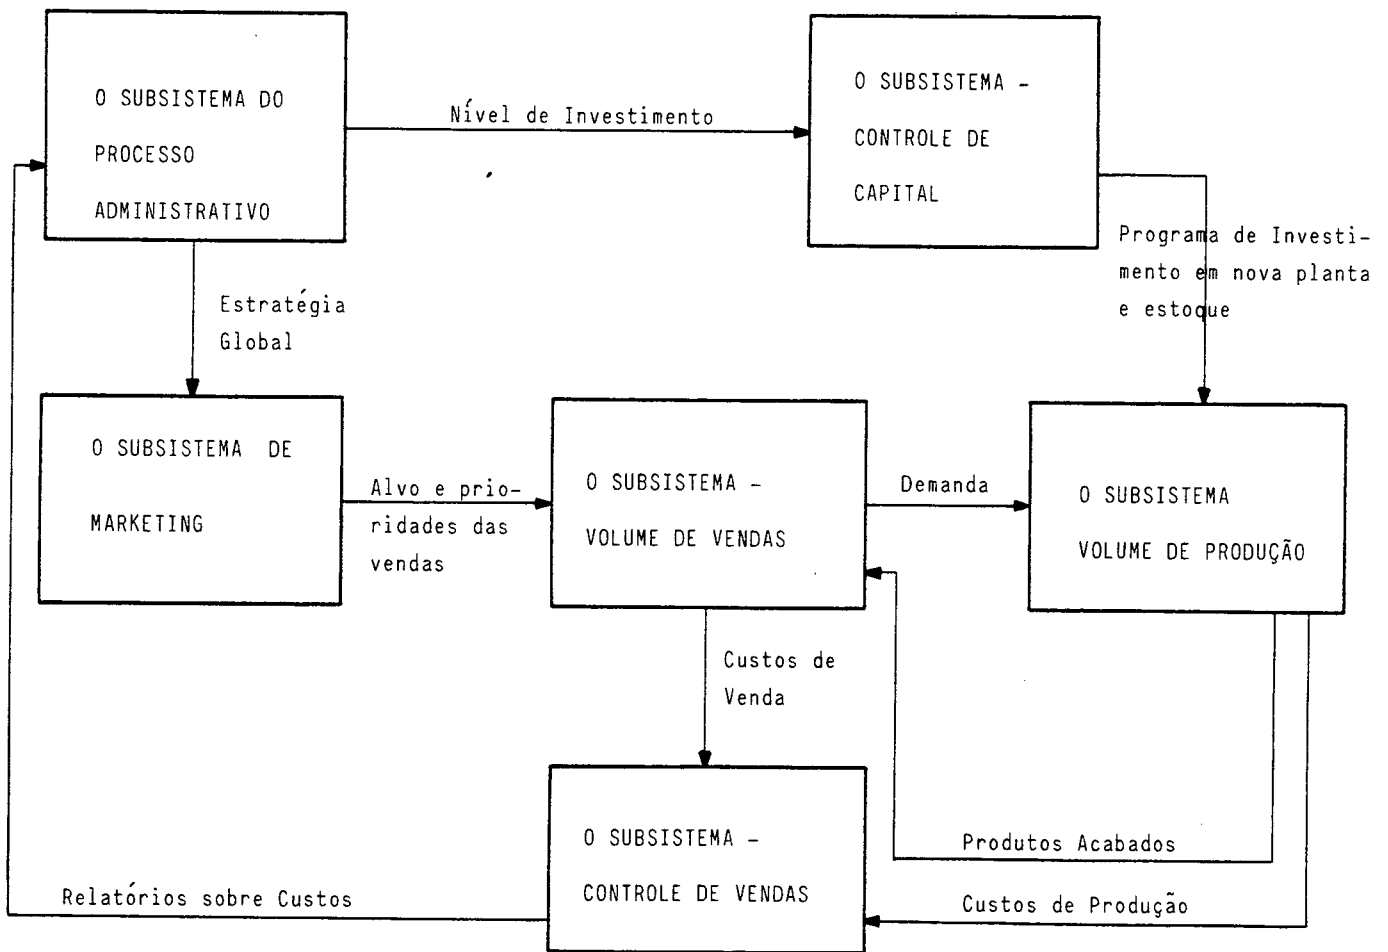 O SUBSISTEMA DO
PROCESSO
ADMINISTRATIVO
Nível de Investimento
O SUBSISTEMA –
CONTROLE DE
CAPITAL
Programa de Investi–
mento em nova planta
e estoque
Estratégia
Global
O SUBSISTEMA DE
MARKETING
Alvo e prio–
ridades das
vendas
O SUBSISTEMA –
VOLUME DE VENDAS
Demanda
O SUBSISTEMA
VOLUME DE PRODUÇÃO
Custos de
Venda
O SUBSISTEMA –
CONTROLE DE VENDAS
Produtos Acabados
Custos de Produção
Relatórios sobre Custos